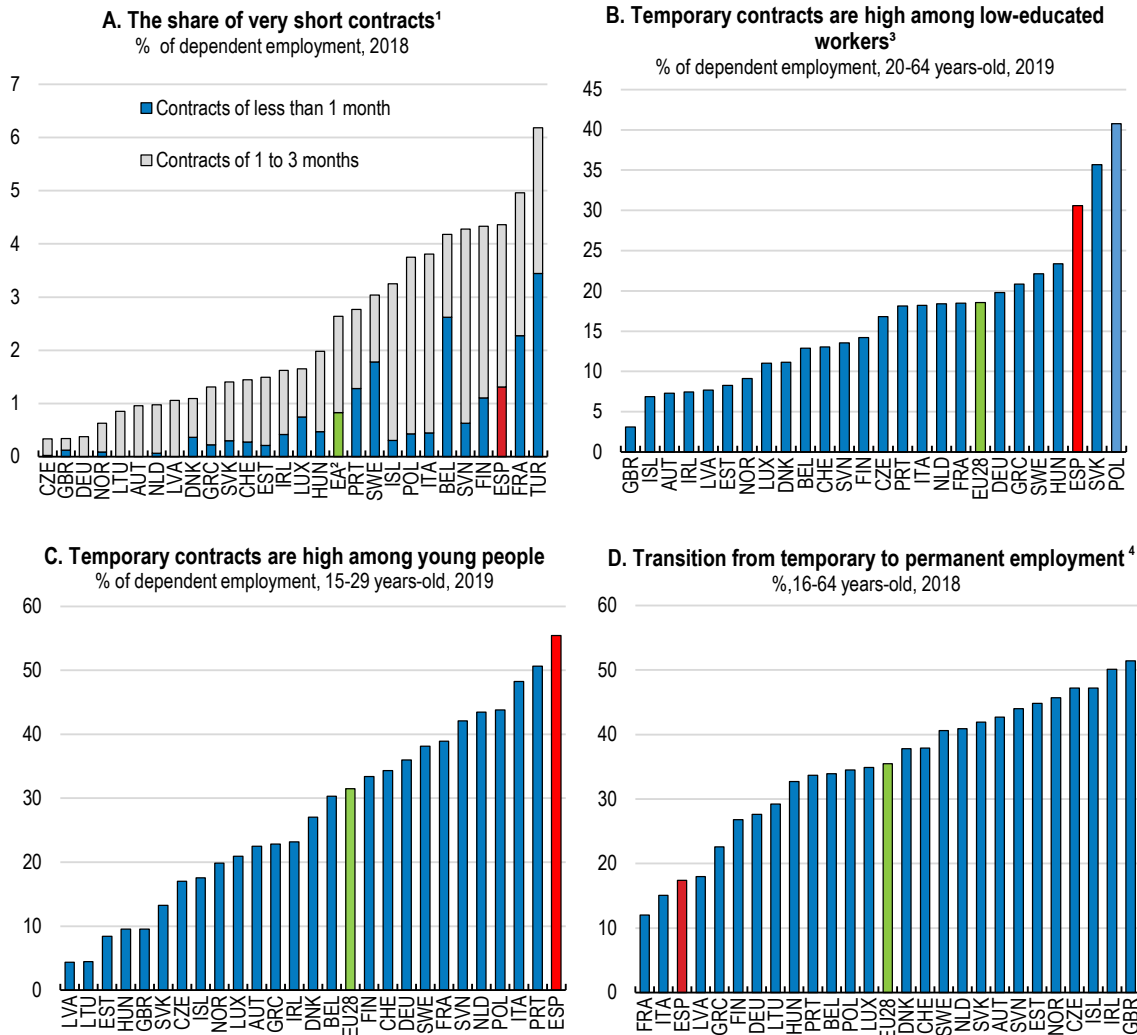 A. The share of very short contracts¹
% of dependent employment, 2018
7
6
5
4
3
2
1
0
Contracts of less than 1 month
Contracts of 1 to 3 months
CZE GBR DEU NOR LTU AUT NLD LVA DNK GRC SVK CHE EST IRL LUX HUN EA² PRT SWE ISL POL ITA BEL SVN FIN ESP FRA TUR
B. Temporary contracts are high among low-educated
workers³
% of dependent employment, 20-64 years-old, 2019
45
40
35
30
25
20
15
10
5
0
GBR ISL AUT IRL LVA EST NOR LUX DNK BEL CHE SVN FIN CZE PRT ITA NLD FRA EU28 DEU GRC SWE HUN ESP SVK POL
C. Temporary contracts are high among young people
% of dependent employment, 15-29 years-old, 2019
60
50
40
30
20
10
0
LVA LTU EST HUN GBR SVK CZE ISL NOR LUX AUT GRC IRL DNK BEL EU28 FIN CHE DEU SWE FRA SVN NLD POL ITA PRT ESP
D. Transition from temporary to permanent employment ⁴
%,16-64 years-old, 2018
60
50
40
30
20
10
0
FRA ITA ESP LVA GRC FIN DEU LTU HUN PRT BEL POL LUX EU28 DNK CHE SWE NLD SVK AUT SVN EST NOR CZE ISL IRL GBR